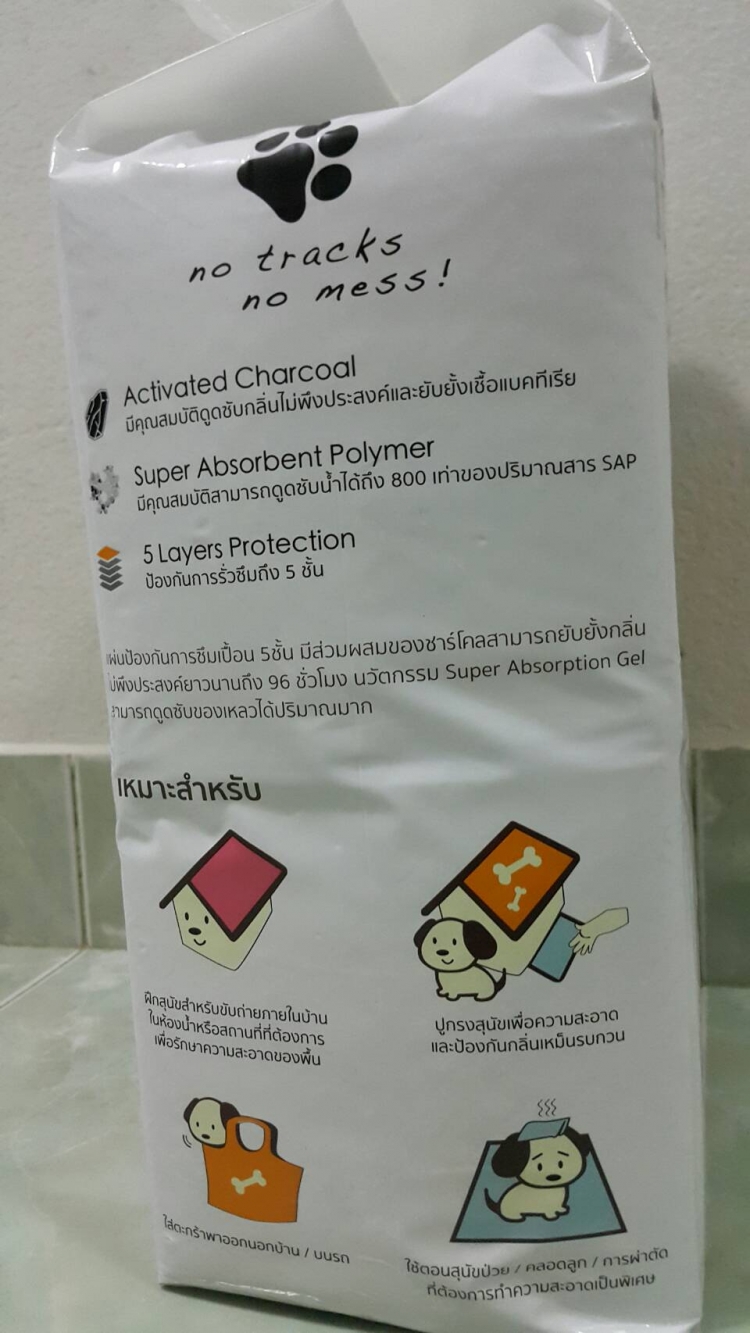 no tracks
no mess!
Activated Charcoal
มีคุณสมบัติดูดซับกลิ่นไม่พึงประสงค์และยับยั้งเชื้อแบคทีเรีย
Super Absorbent Polymer
มีคุณสมบัติสามารถดูดซับน้ำได้ถึง 800 เท่าของปริมาณสาร SAP
5 Layers Protection
ป้องกันการรั่วซึมถึง 5 ชั้น
แผ่นป้องกันการซึมเปื้อน 5ชั้น มีส่วมผสมของชาร์โคลสามารถยับยั้งกลิ่น
ไม่พึงประสงค์ยาวนานถึง 96 ชั่วโมง นวัตกรรม Super Absorption Gel
สามารถดูดซับของเหลวได้ปริมาณมาก
เหมาะสำหรับ
ฝึกสุนัขสำหรับขับถ่ายภายในบ้าน
ในห้องน้ำหรือสถานที่ที่ต้องการ
เพื่อรักษาความสะอาดของพื้น
ปูกรงสุนัขเพื่อความสะอาด
และป้องกันกลิ่นเหม็นรบกวน
ใส่ตะกร้าพาออกนอกบ้าน / บนรถ
ใช้ตอนสุนัขป่วย / คลอดลูก / การผ่าตัด
ที่ต้องการทำความสะอาดเป็นพิเศษ